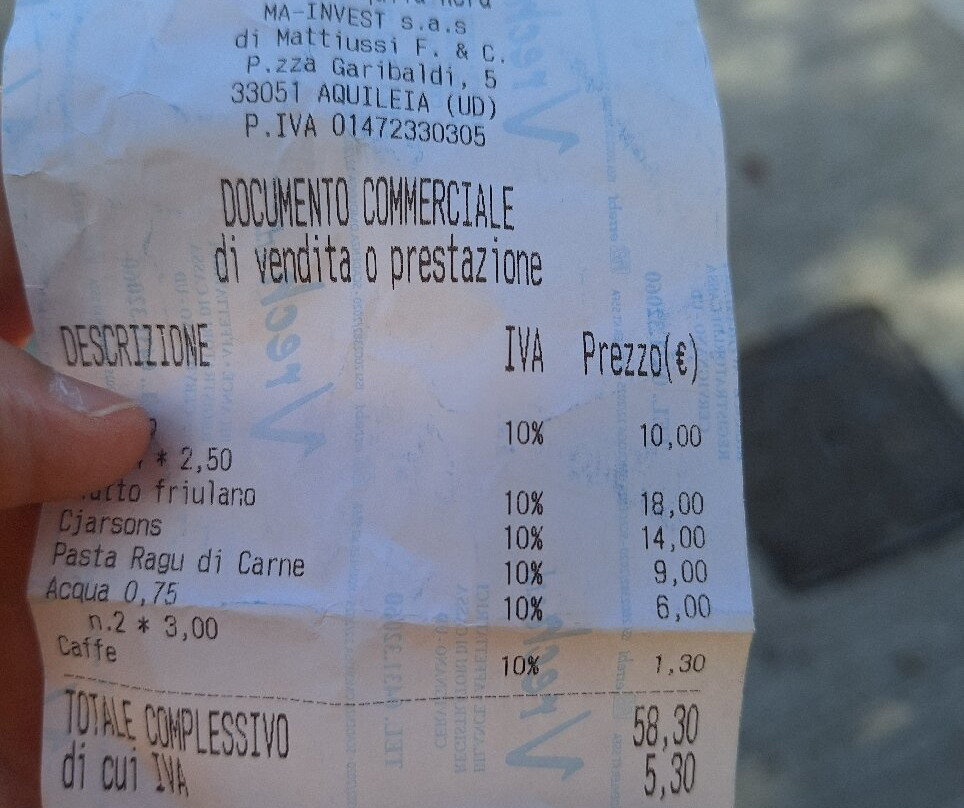 MA-INVEST s.a.s
di Mattiussi F. & C.
P.zza Garibaldi, 5
33051 AQUILEIA (UD)
P.IVA 01472330305
DOCUMENTO COMMERCIALE
di vendita o prestazione
DESCRIZIONE IVA Prezzo(€)
10% 10,00
* 2,50
friulano 10% 18,00
Cjarsons 10% 14,00
Pasta Ragu di Carne 10% 9,00
Acqua 0,75 10% 6,00
n.2 * 3,00
Caffe 10% 1,30
TOTALE COMPLESSIVO 58,30
di cui IVA 5,30